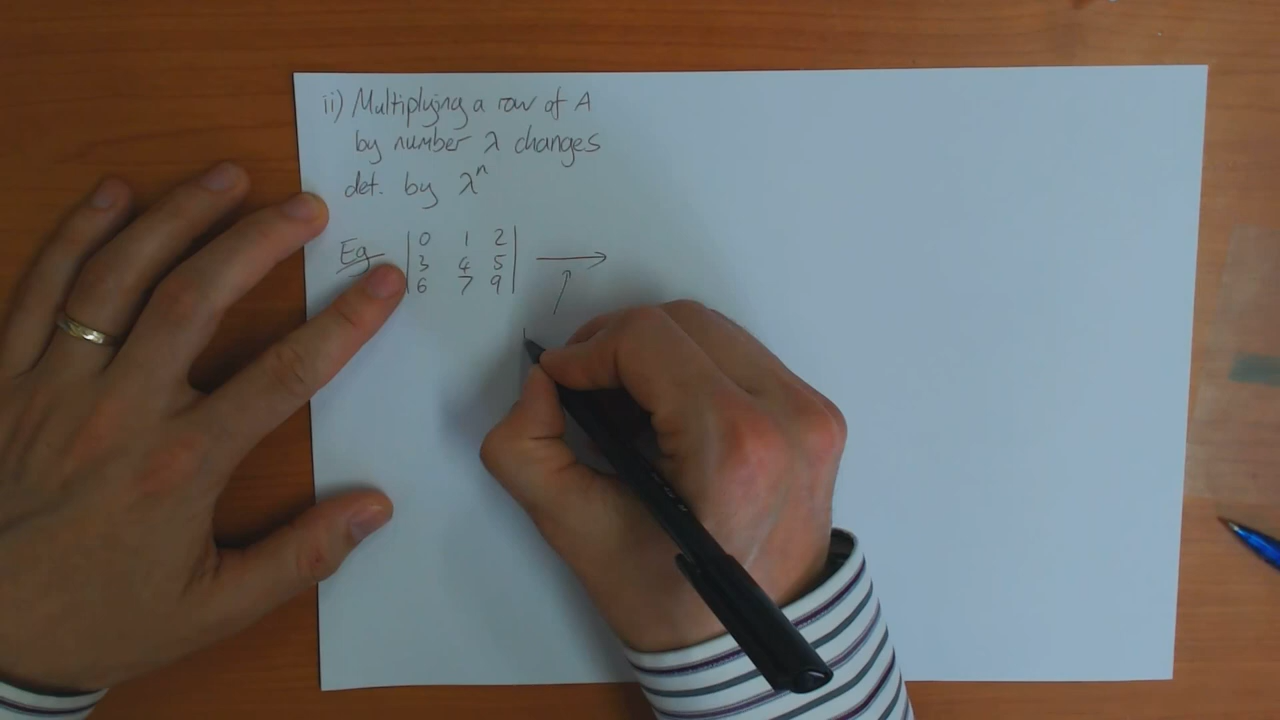 ii) Multiplying a row of A
by number λ changes
det. by λⁿ
Eg | 0 1 2 |
| 3 4 5 | →
| 6 7 9 | ↑